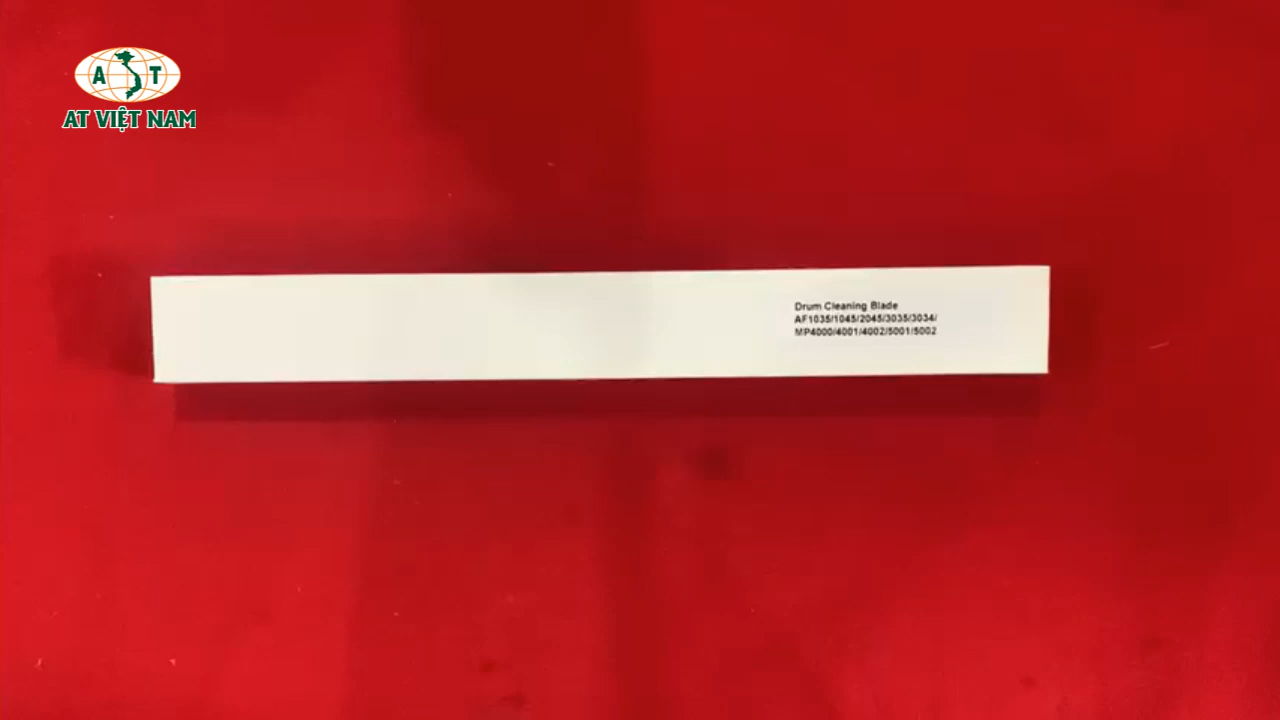 A T
AT VIỆT NAM
Drum Cleaning Blade
AF1035/1045/2045/3035/3034/
MP4000/4001/4002/5001/5002